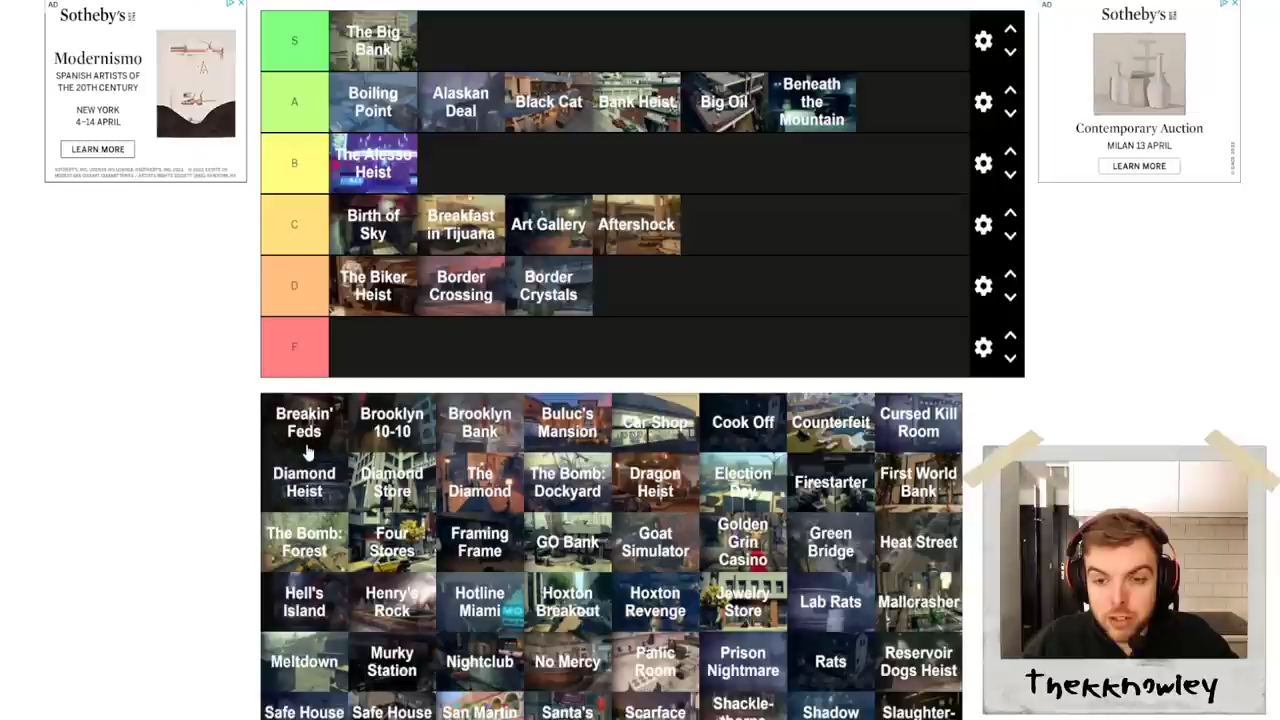 AD
Sotheby's
Modernismo
SPANISH ARTISTS OF
THE 20TH CENTURY
NEW YORK
4–14 APRIL
LEARN MORE
S
The Big
Bank
A
Boiling
Point
Alaskan
Deal
Black Cat
Bank Heist
Big Oil
Beneath
the
Mountain
B
The Alesso
Heist
C
Birth of
Sky
Breakfast
in Tijuana
Art Gallery
Aftershock
D
The Biker
Heist
Border
Crossing
Border
Crystals
F
AD
Sotheby's
Contemporary Auction
MILAN 13 APRIL
LEARN MORE
Breakin'
Feds
Brooklyn
10-10
Brooklyn
Bank
Buluc's
Mansion
Car Shop
Cook Off
Counterfeit
Cursed Kill
Room
Diamond
Heist
Diamond
Store
The
Diamond
The Bomb:
Dockyard
Dragon
Heist
Election
Day
Firestarter
First World
Bank
The Bomb:
Forest
Four
Stores
Framing
Frame
GO Bank
Goat
Simulator
Golden
Grin
Casino
Green
Bridge
Heat Street
Hell's
Island
Henry's
Rock
Hotline
Miami
Hoxton
Breakout
Hoxton
Revenge
Jewelry
Store
Lab Rats
Mallcrasher
Meltdown
Murky
Station
Nightclub
No Mercy
Panic
Room
Prison
Nightmare
Rats
Reservoir
Dogs Heist
Safe House
Safe House
San Martin
Santa's
Scarface
Shackle-
Shadow
Slaughter-
Thekknowley